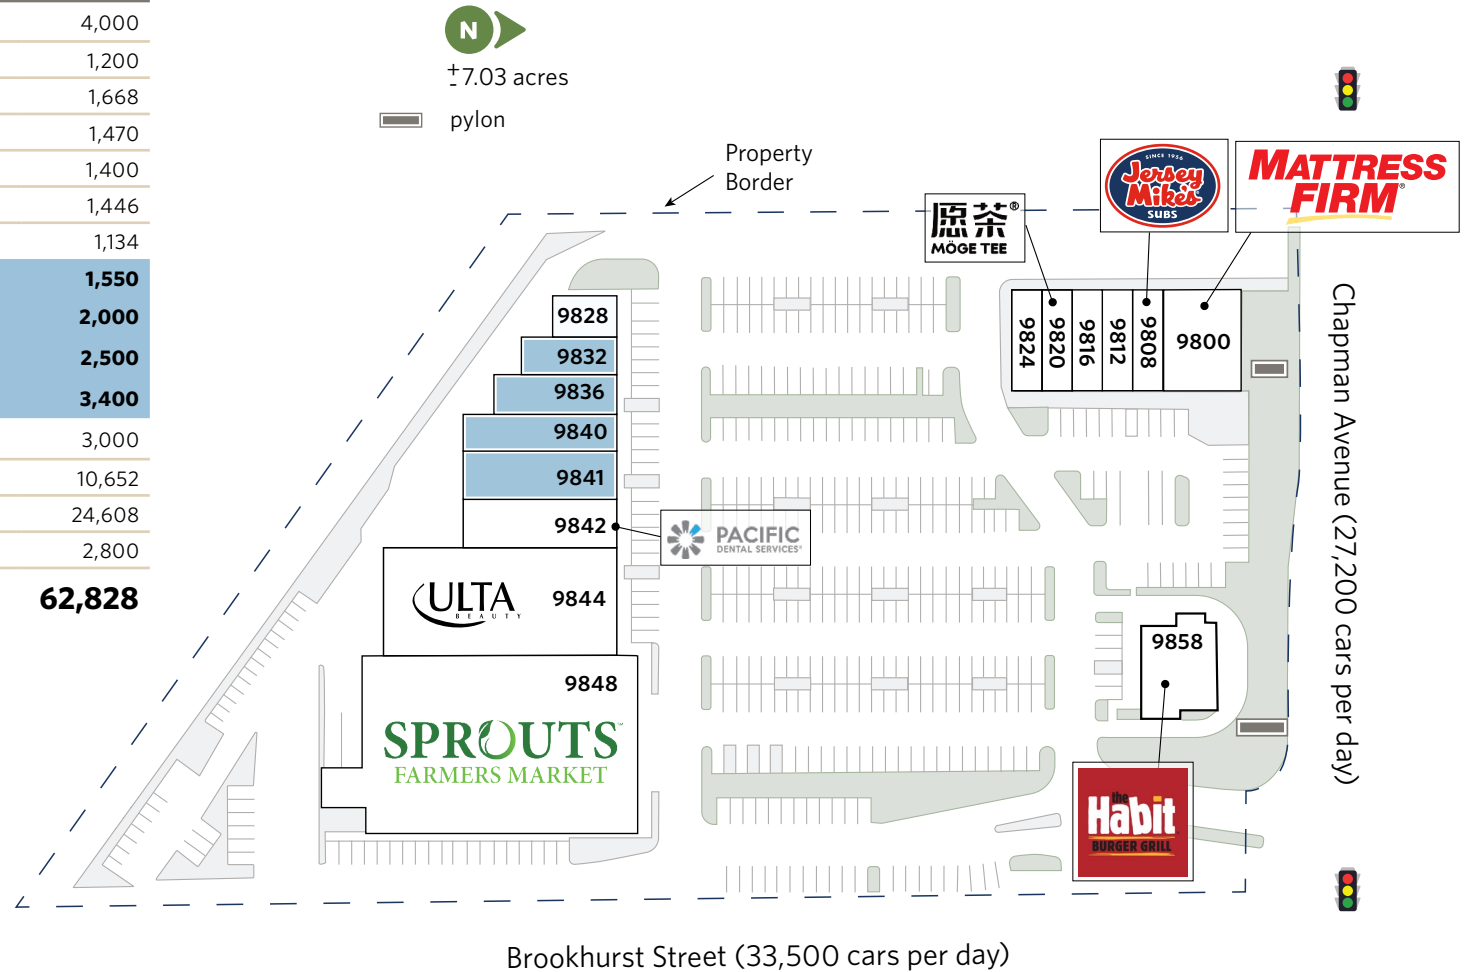 4,000
1,200
1,668
1,470
1,400
1,446
1,134
1,550
2,000
2,500
3,400
3,000
10,652
24,608
2,800
62,828
N
±7.03 acres
pylon
Property
Border
愿茶®
MÖGE TEE
SINCE 1956
Jersey
Mike's
SUBS
MATTRESS
FIRM®
9824
9820
9816
9812
9808
9800
9828
9832
9836
9840
9841
9842
PACIFIC
DENTAL SERVICES®
ULTA
BEAUTY
9844
9848
SPROUTS™
FARMERS MARKET
9858
the
Habit
BURGER GRILL
Chapman Avenue (27,200 cars per day)
Brookhurst Street (33,500 cars per day)